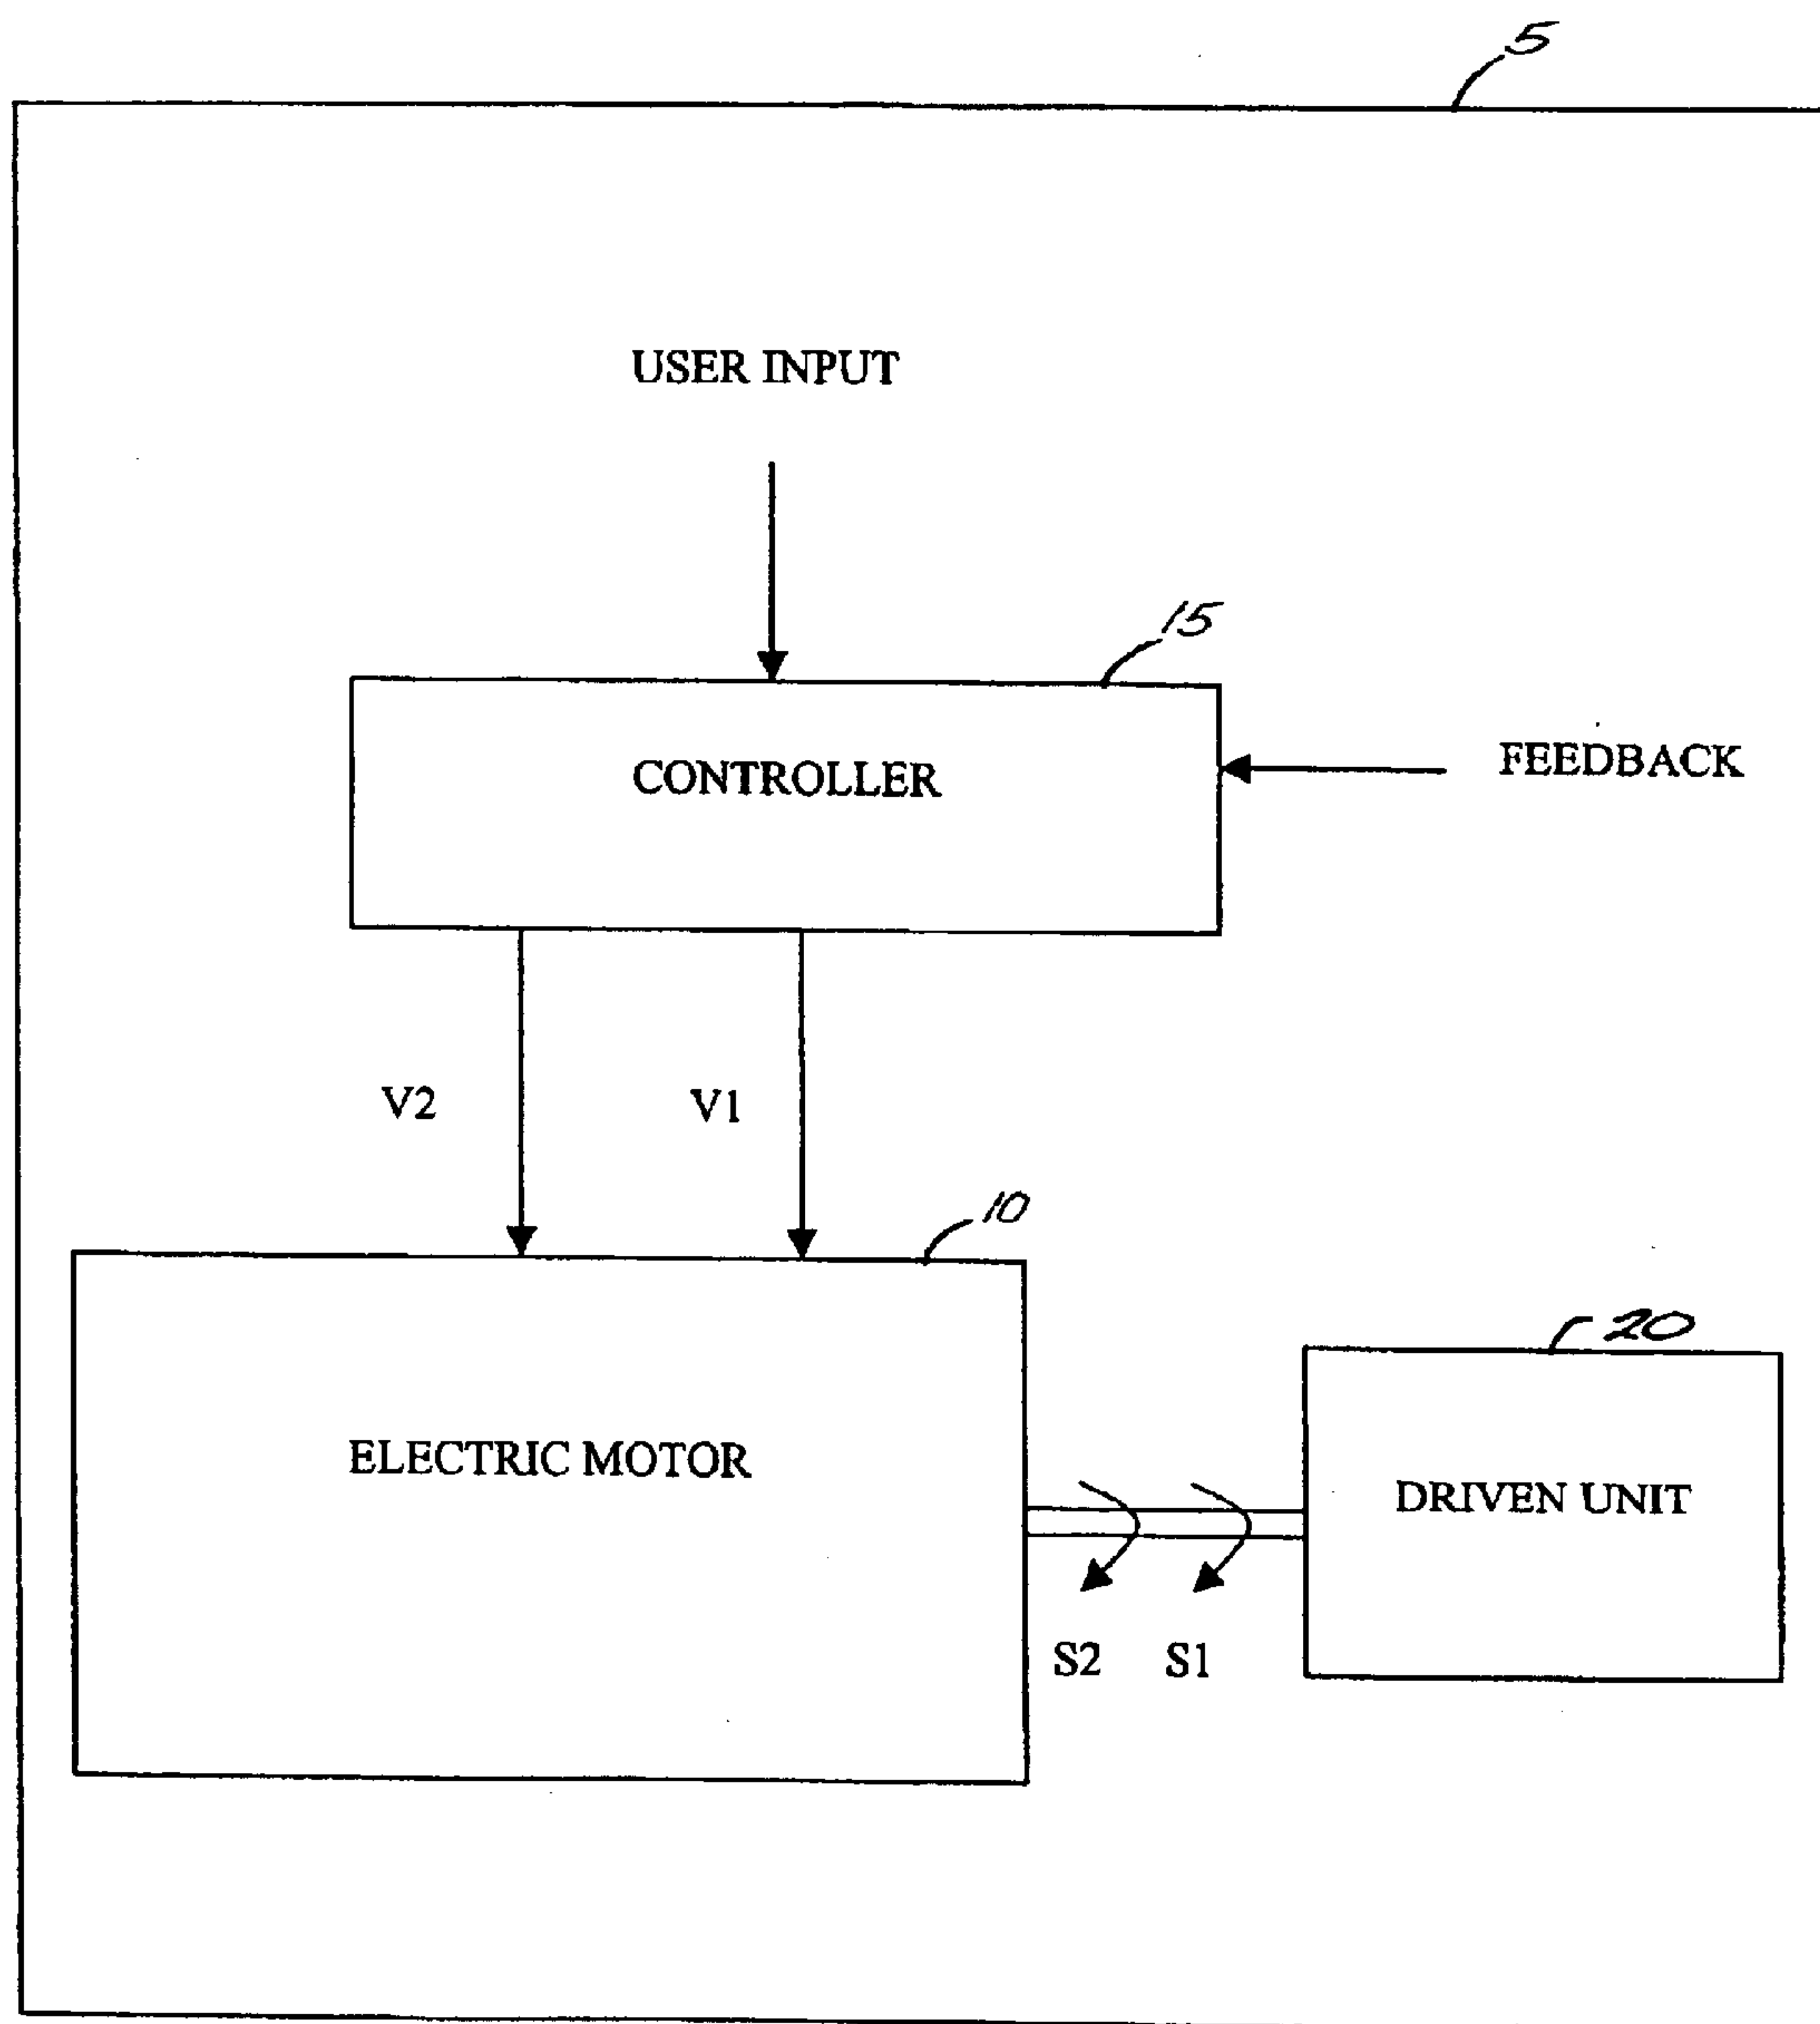 5
USER INPUT
15
CONTROLLER
FEEDBACK
V2
V1
10
20
ELECTRIC MOTOR
DRIVEN UNIT
S2
S1